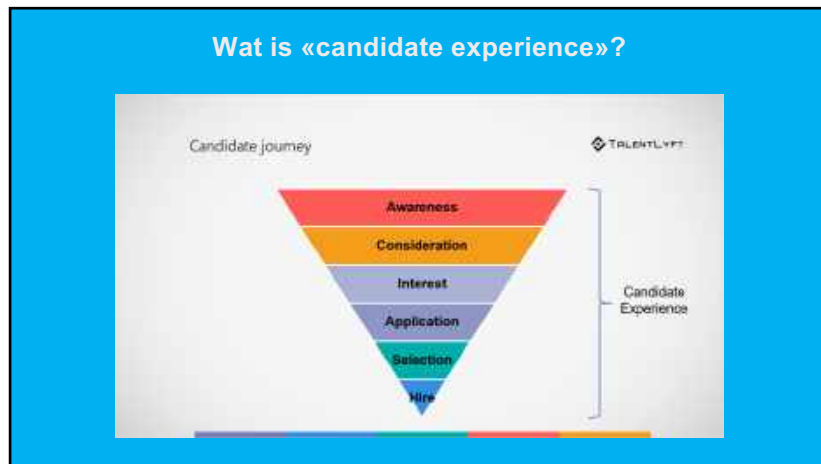 Wat is «candidate experience»?
Candidate journey
TALENTLYFT
Awareness
Consideration
Interest
Application
Selection
Hire
Candidate
Experience